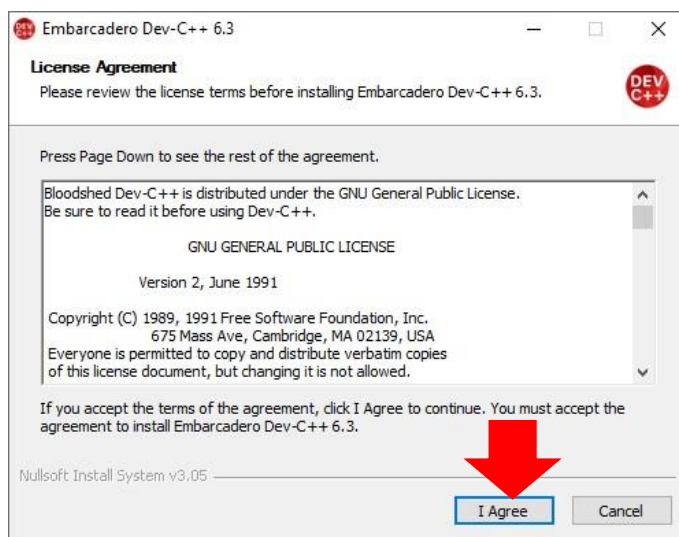 Embarcadero Dev-C++ 6.3
License Agreement
Please review the license terms before installing Embarcadero Dev-C++ 6.3.
DEV
C++
Press Page Down to see the rest of the agreement.
Bloodshed Dev-C++ is distributed under the GNU General Public License.
Be sure to read it before using Dev-C++.
GNU GENERAL PUBLIC LICENSE
Version 2, June 1991
Copyright (C) 1989, 1991 Free Software Foundation, Inc.
675 Mass Ave, Cambridge, MA 02139, USA
Everyone is permitted to copy and distribute verbatim copies
of this license document, but changing it is not allowed.
If you accept the terms of the agreement, click I Agree to continue. You must accept the
agreement to install Embarcadero Dev-C++ 6.3.
Nullsoft Install System v3.05
I Agree
Cancel